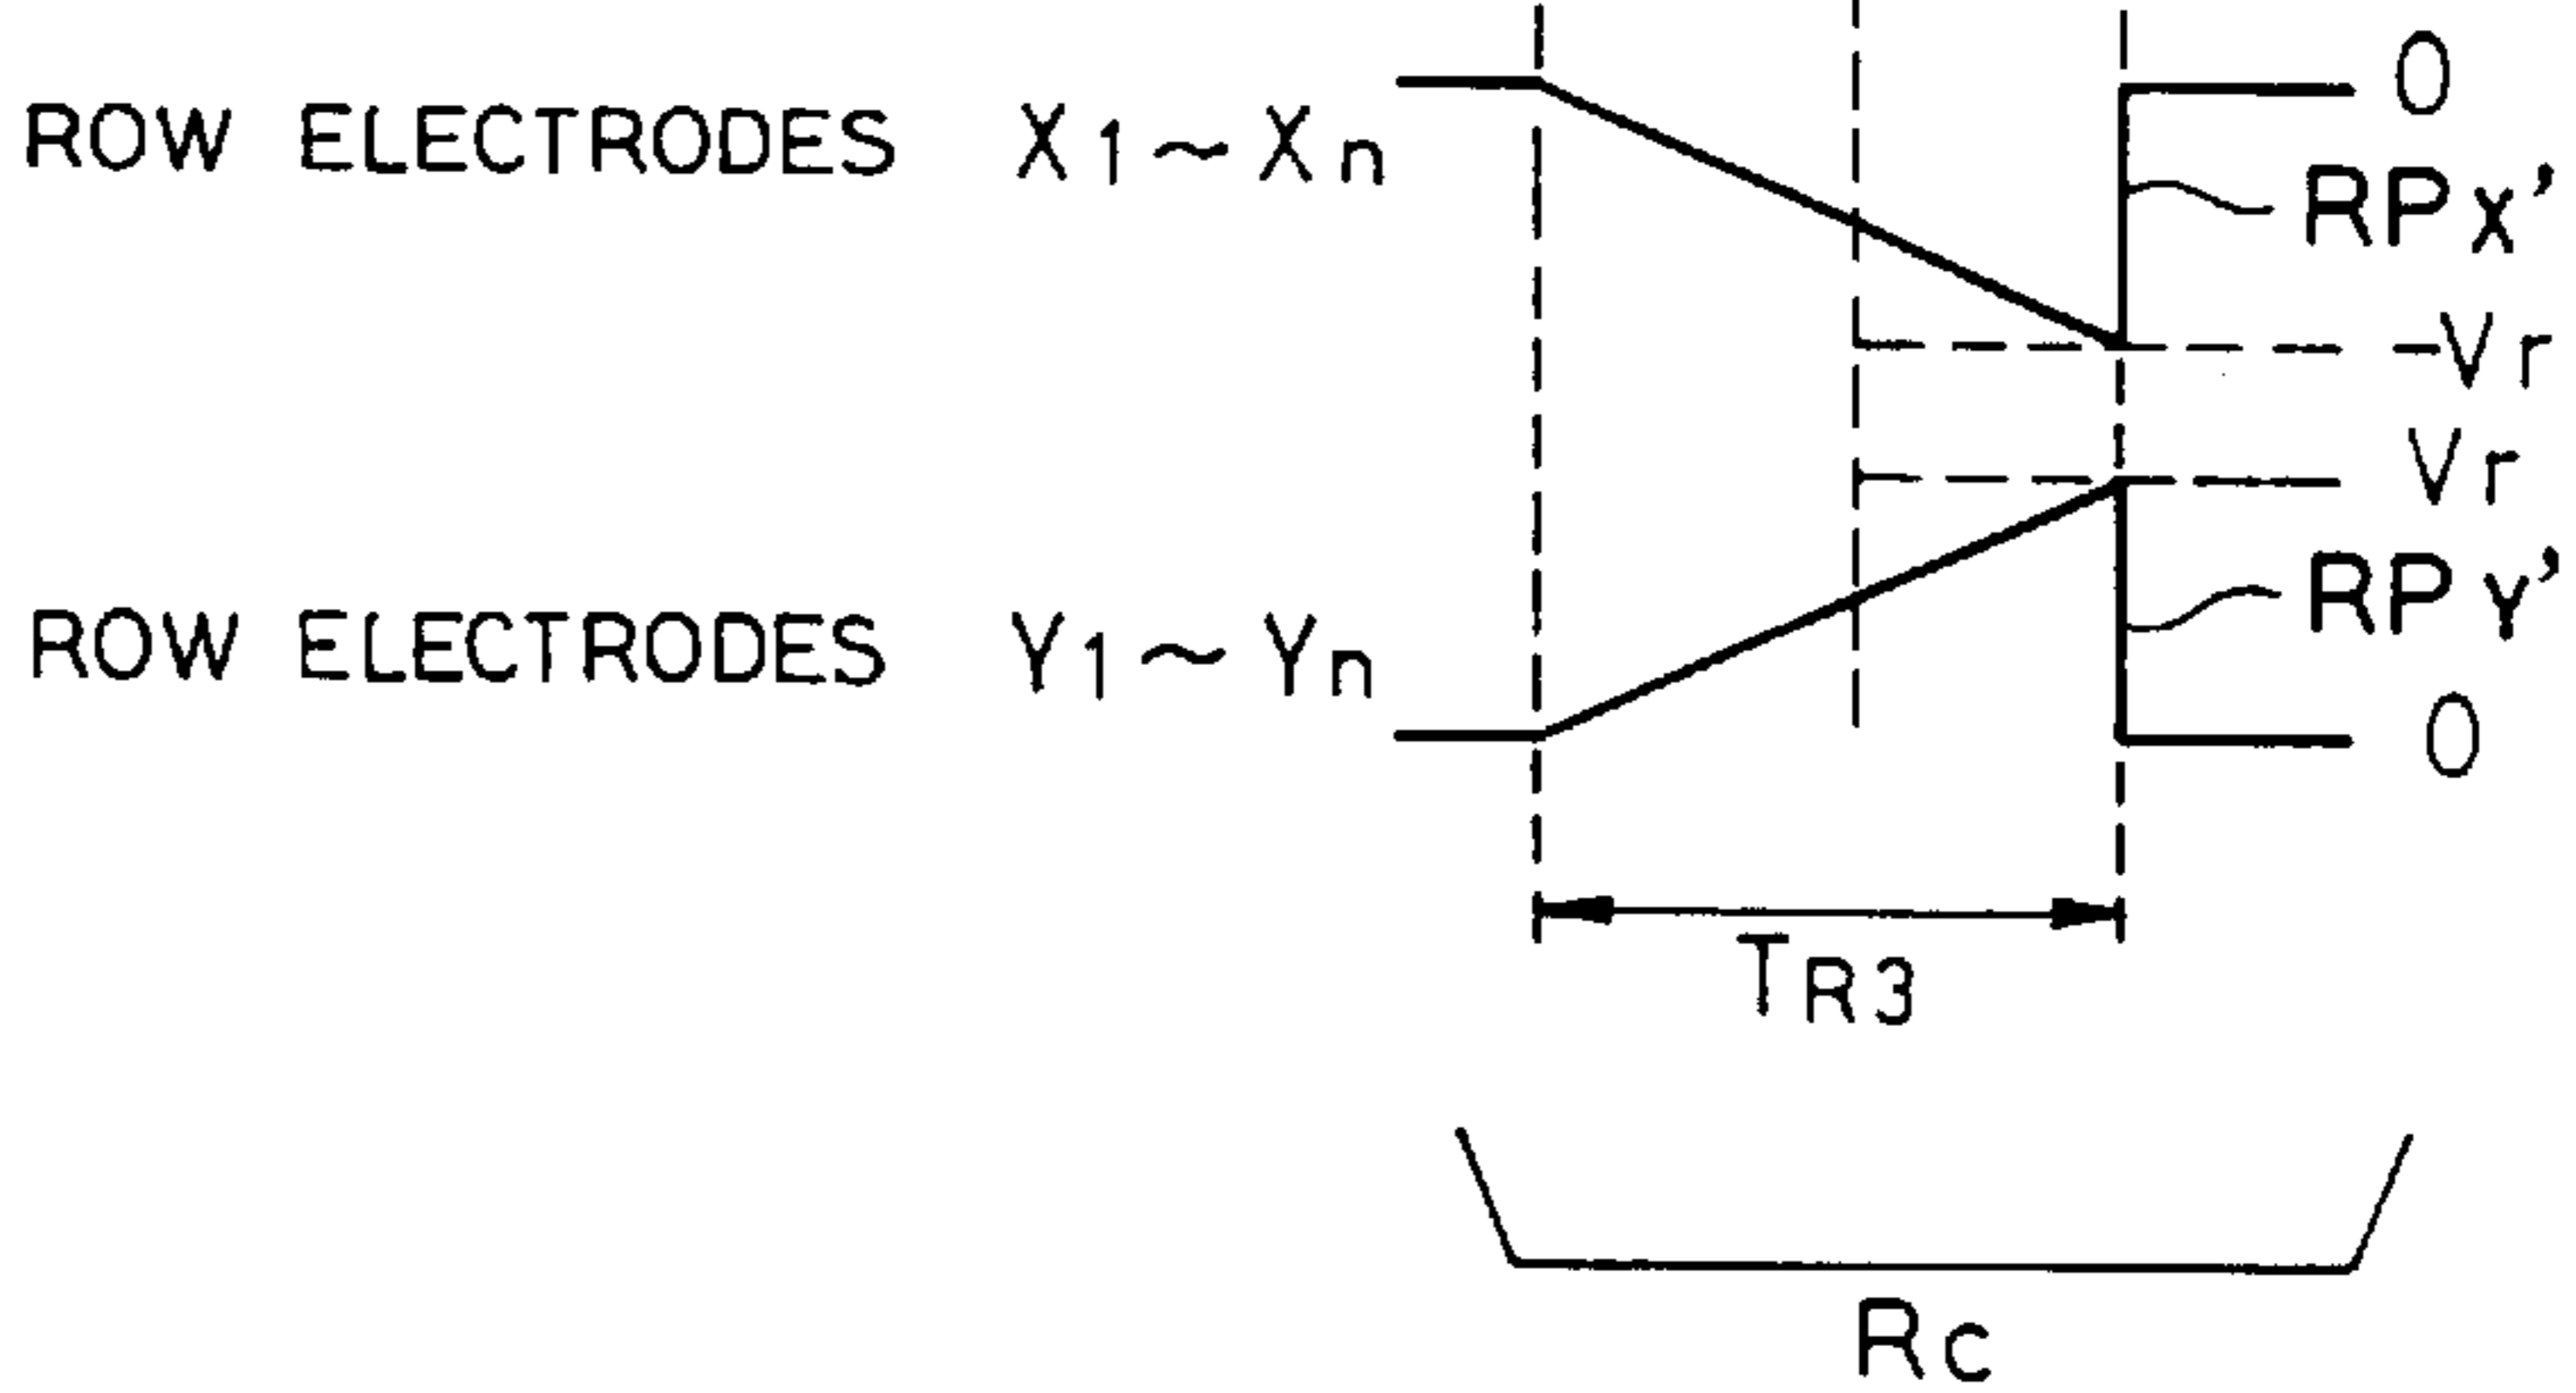 0
ROW ELECTRODES X1~Xn
RPx'
-Vr
Vr
RPY'
ROW ELECTRODES Y1~Yn
0
TR3
Rc